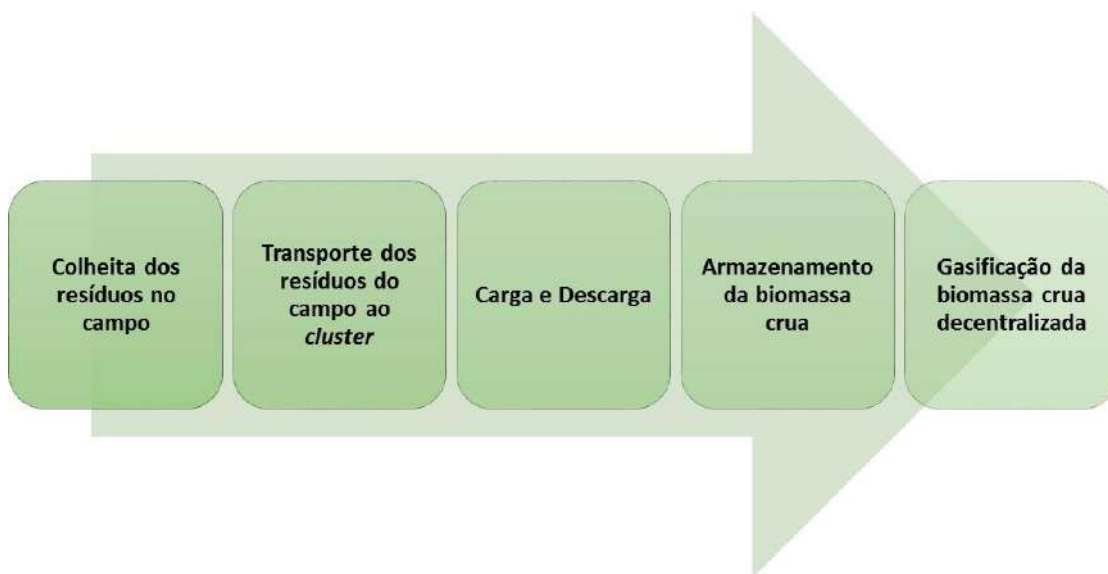 Colheita dos
resíduos no
campo
Transporte dos
resíduos do
campo ao
cluster
Carga e Descarga
Armazenamento
da biomassa
crua
Gasificação da
biomassa crua
decentralizada